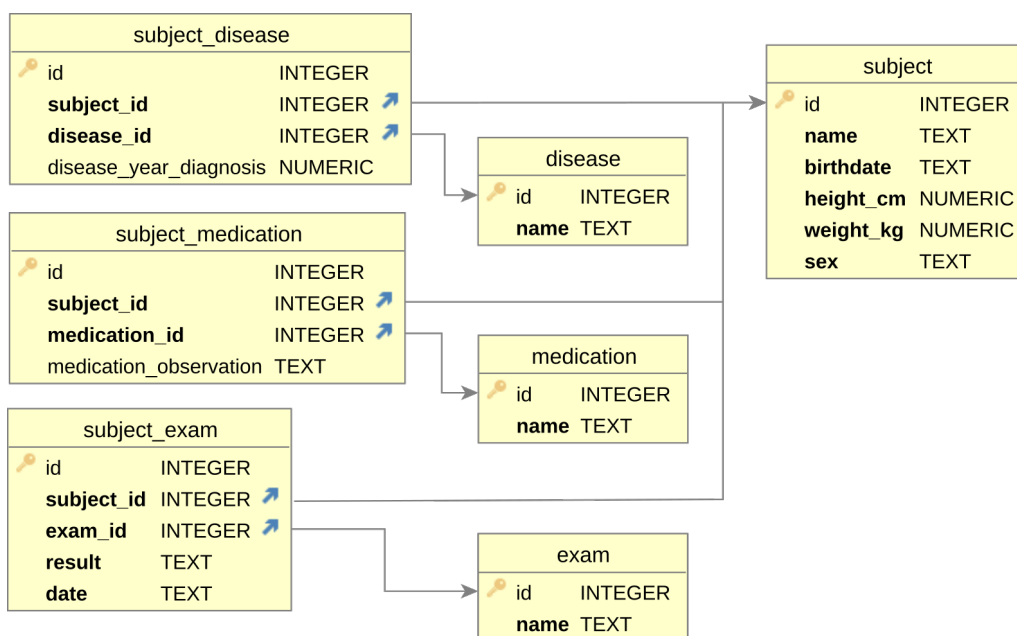 subject_disease
id INTEGER
subject_id INTEGER
disease_id INTEGER
disease_year_diagnosis NUMERIC
subject
id INTEGER
name TEXT
birthdate TEXT
height_cm NUMERIC
weight_kg NUMERIC
sex TEXT
disease
id INTEGER
name TEXT
subject_medication
id INTEGER
subject_id INTEGER
medication_id INTEGER
medication_observation TEXT
medication
id INTEGER
name TEXT
subject_exam
id INTEGER
subject_id INTEGER
exam_id INTEGER
result TEXT
date TEXT
exam
id INTEGER
name TEXT